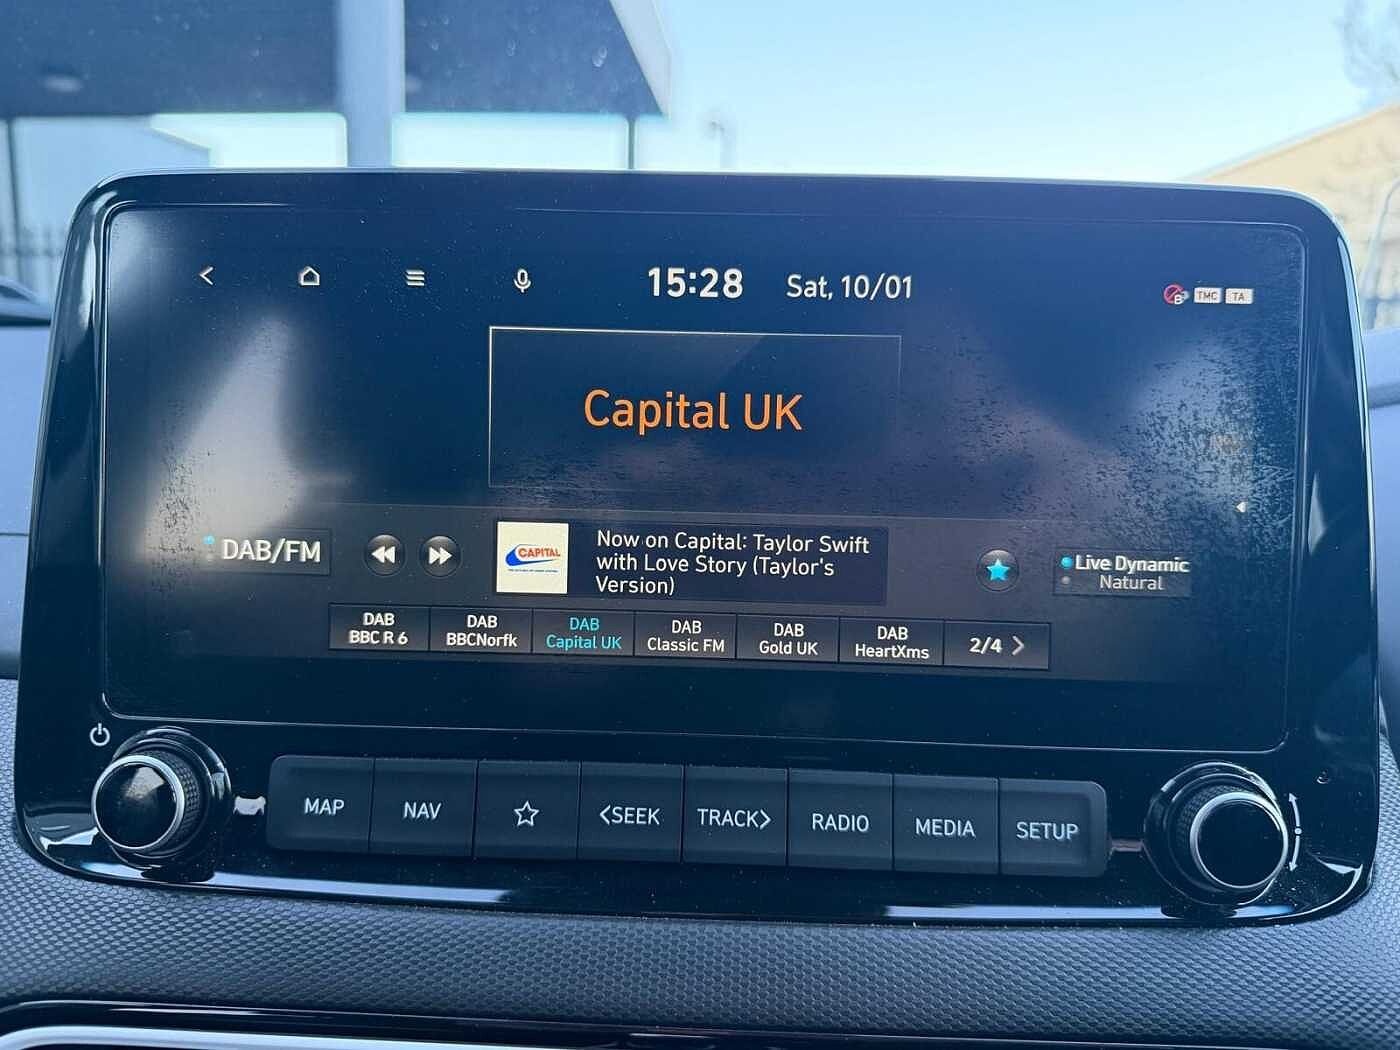 15:28 Sat, 10/01
TMC TA
Capital UK
DAB/FM
CAPITAL
Now on Capital: Taylor Swift
with Love Story (Taylor's
Version)
Live Dynamic
Natural
DAB
BBC R 6
DAB
BBCNorfk
DAB
Capital UK
DAB
Classic FM
DAB
Gold UK
DAB
HeartXms
2/4 >
MAP
NAV
<SEEK
TRACK>
RADIO
MEDIA
SETUP